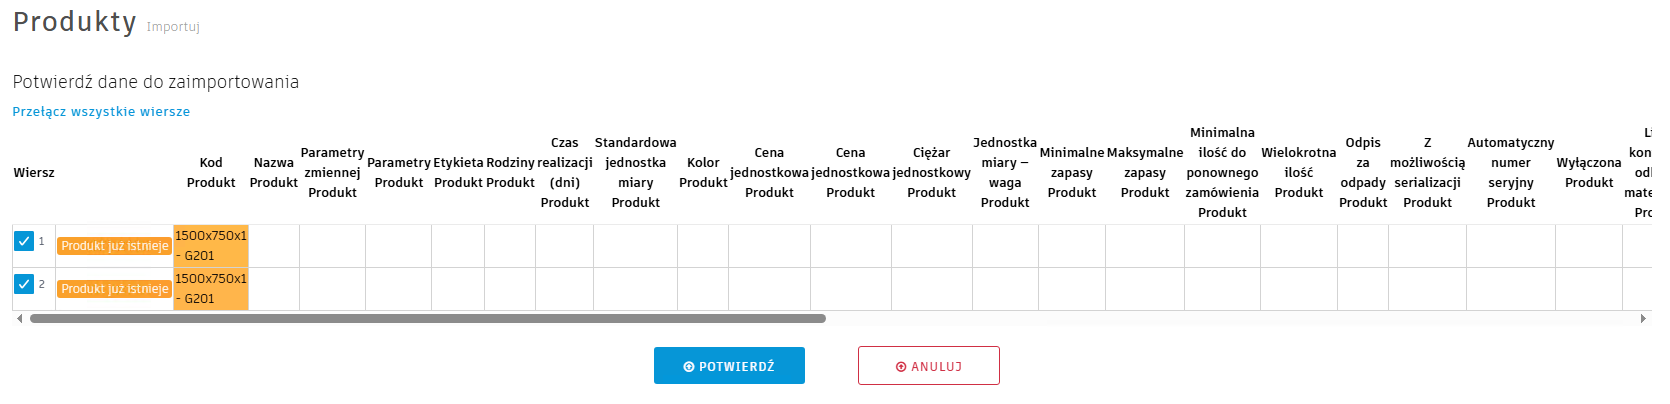 Produkty Importuj
Potwierdź dane do zaimportowania
Przełącz wszystkie wiersze
Wiersz
Kod
Produkt
Nazwa
Produkt
Parametry
zmiennej
Produkt
Parametry
Produkt
Etykieta
Produkt
Rodziny
Produkt
Czas
realizacji
(dni)
Produkt
Standardowa
jednostka
miary
Produkt
Kolor
Produkt
Cena
jednostkowa
Produkt
Cena
jednostkowa
Produkt
Ciężar
jednostkowy
Produkt
Jednostka
miary –
waga
Produkt
Minimalne
zapasy
Produkt
Maksymalne
zapasy
Produkt
Minimalna
ilość do
ponownego
zamówienia
Produkt
Wielokrotna
ilość
Produkt
Odpis
za
odpady
Produkt
Z
możliwością
serializacji
Produkt
Automatyczny
numer
seryjny
Produkt
Wyłączona
Produkt
1 Produkt już istnieje
1500x750x1
- G201
2 Produkt już istnieje
1500x750x1
- G201
POTWIERDŹ
ANULUJ